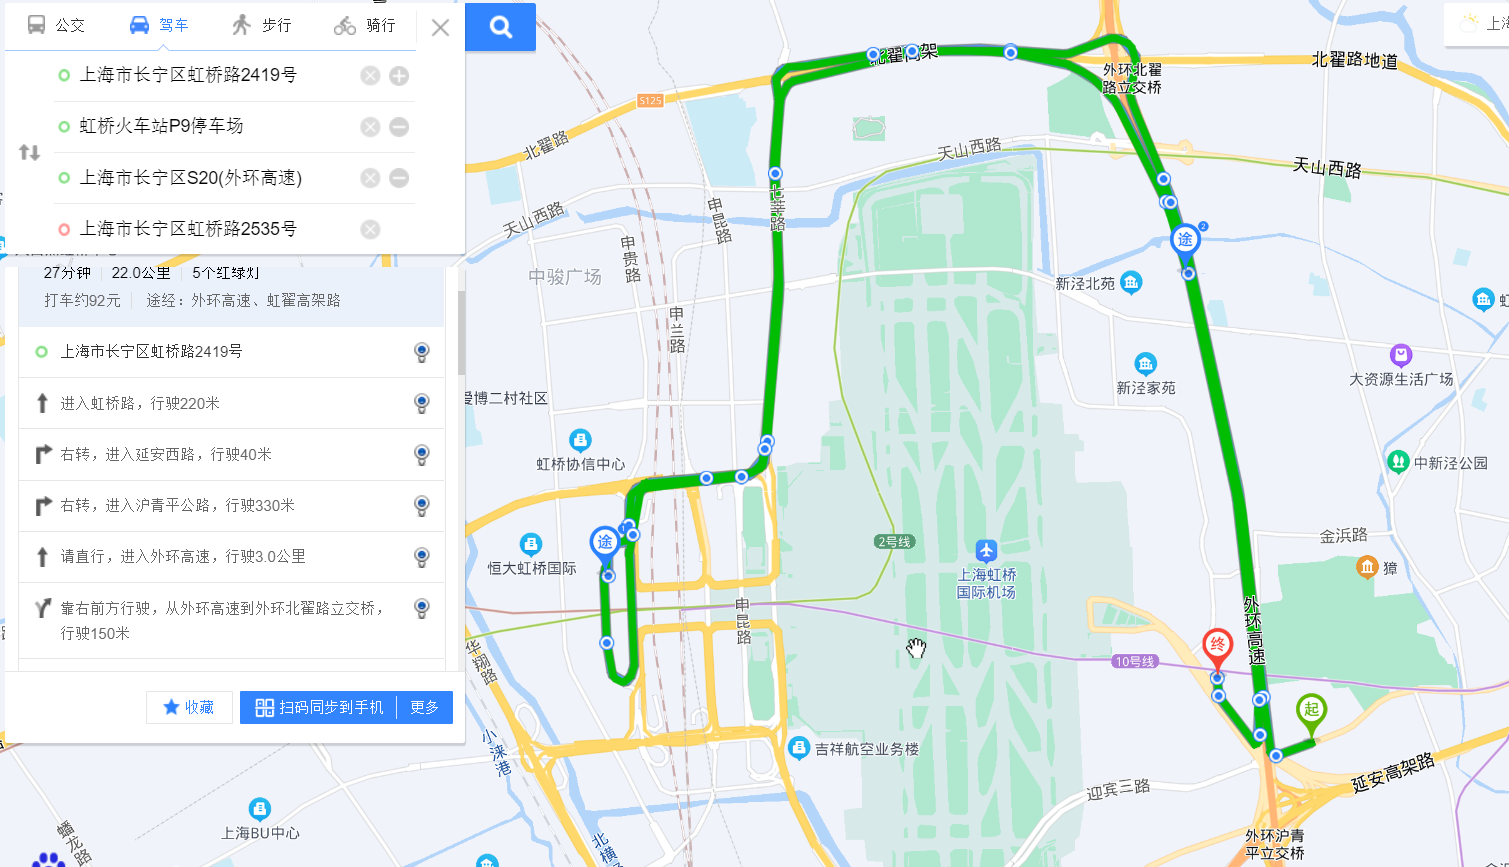 公交
驾车
步行
骑行
上海市长宁区虹桥路2419号
虹桥火车站P9停车场
上海市长宁区S20(外环高速)
上海市长宁区虹桥路2535号
27分钟 22.0公里 5个红绿灯
打车约92元 途经：外环高速、虹翟高架路
上海市长宁区虹桥路2419号
进入虹桥路，行驶220米
右转，进入延安西路，行驶40米
右转，进入沪青平公路，行驶330米
请直行，进入外环高速，行驶3.0公里
靠右前方行驶，从外环高速到外环北翟路立交桥，
行驶150米
收藏
扫码同步到手机
更多
北翟高架
外环北翟
路立交桥
北翟路地道
S125
北翟路
天山西路
天山西路
天山西路
七莘路
申昆路
申贵路
中骏广场
申兰路
途
2
新泾北苑
虹
新泾家苑
大资源生活广场
爱博二村社区
虹桥协信中心
中新泾公园
途
1
恒大虹桥国际
2号线
上海虹桥
国际机场
金浜路
獐
外环高速
申昆路
华翔路
10号线
终
起
小涞港
吉祥航空业务楼
迎宾三路
延安高架路
上海BU中心
蟠龙路
北横
外环沪青
平立交桥